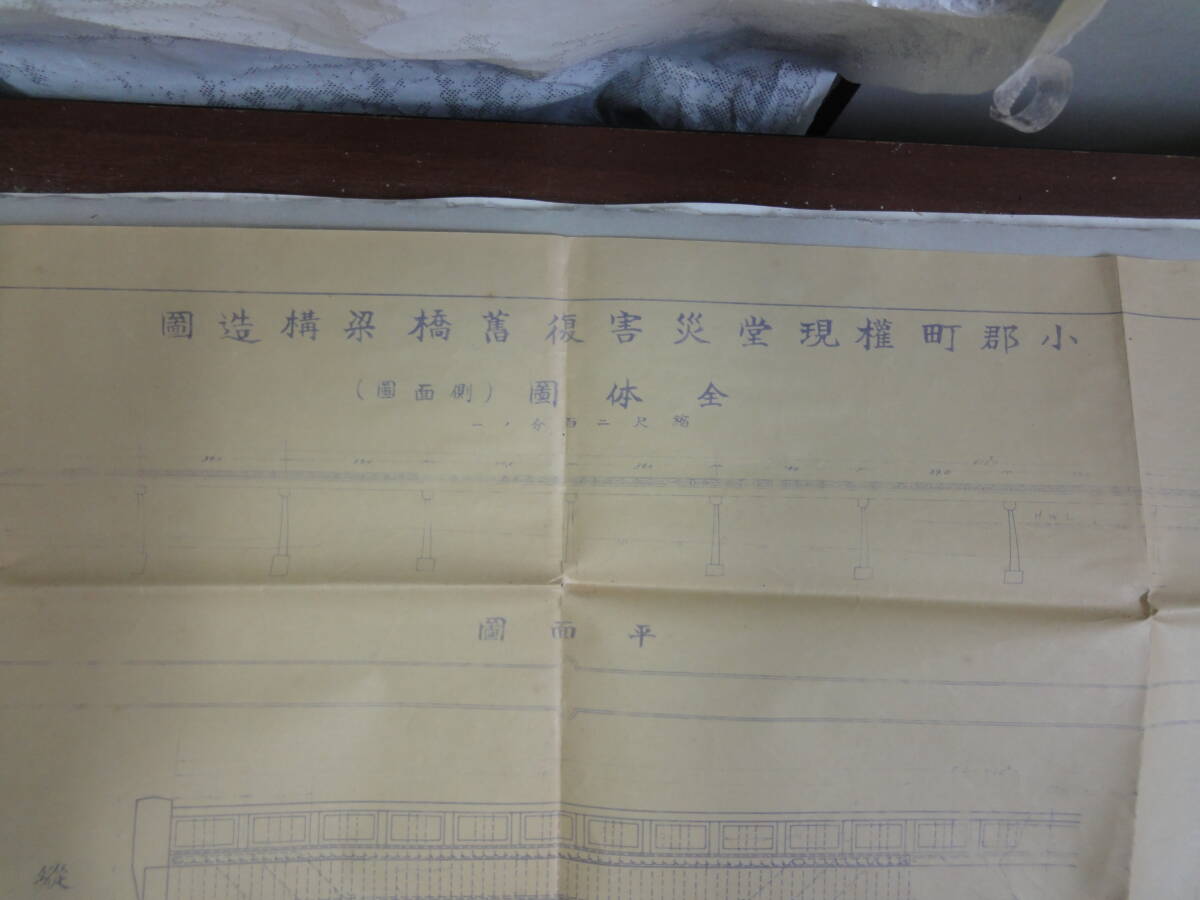 小郡町權現堂災害復舊橋梁構造圖
全体圖(側面圖)
縮尺二百分ノ一
H.W.L
平面圖
縱